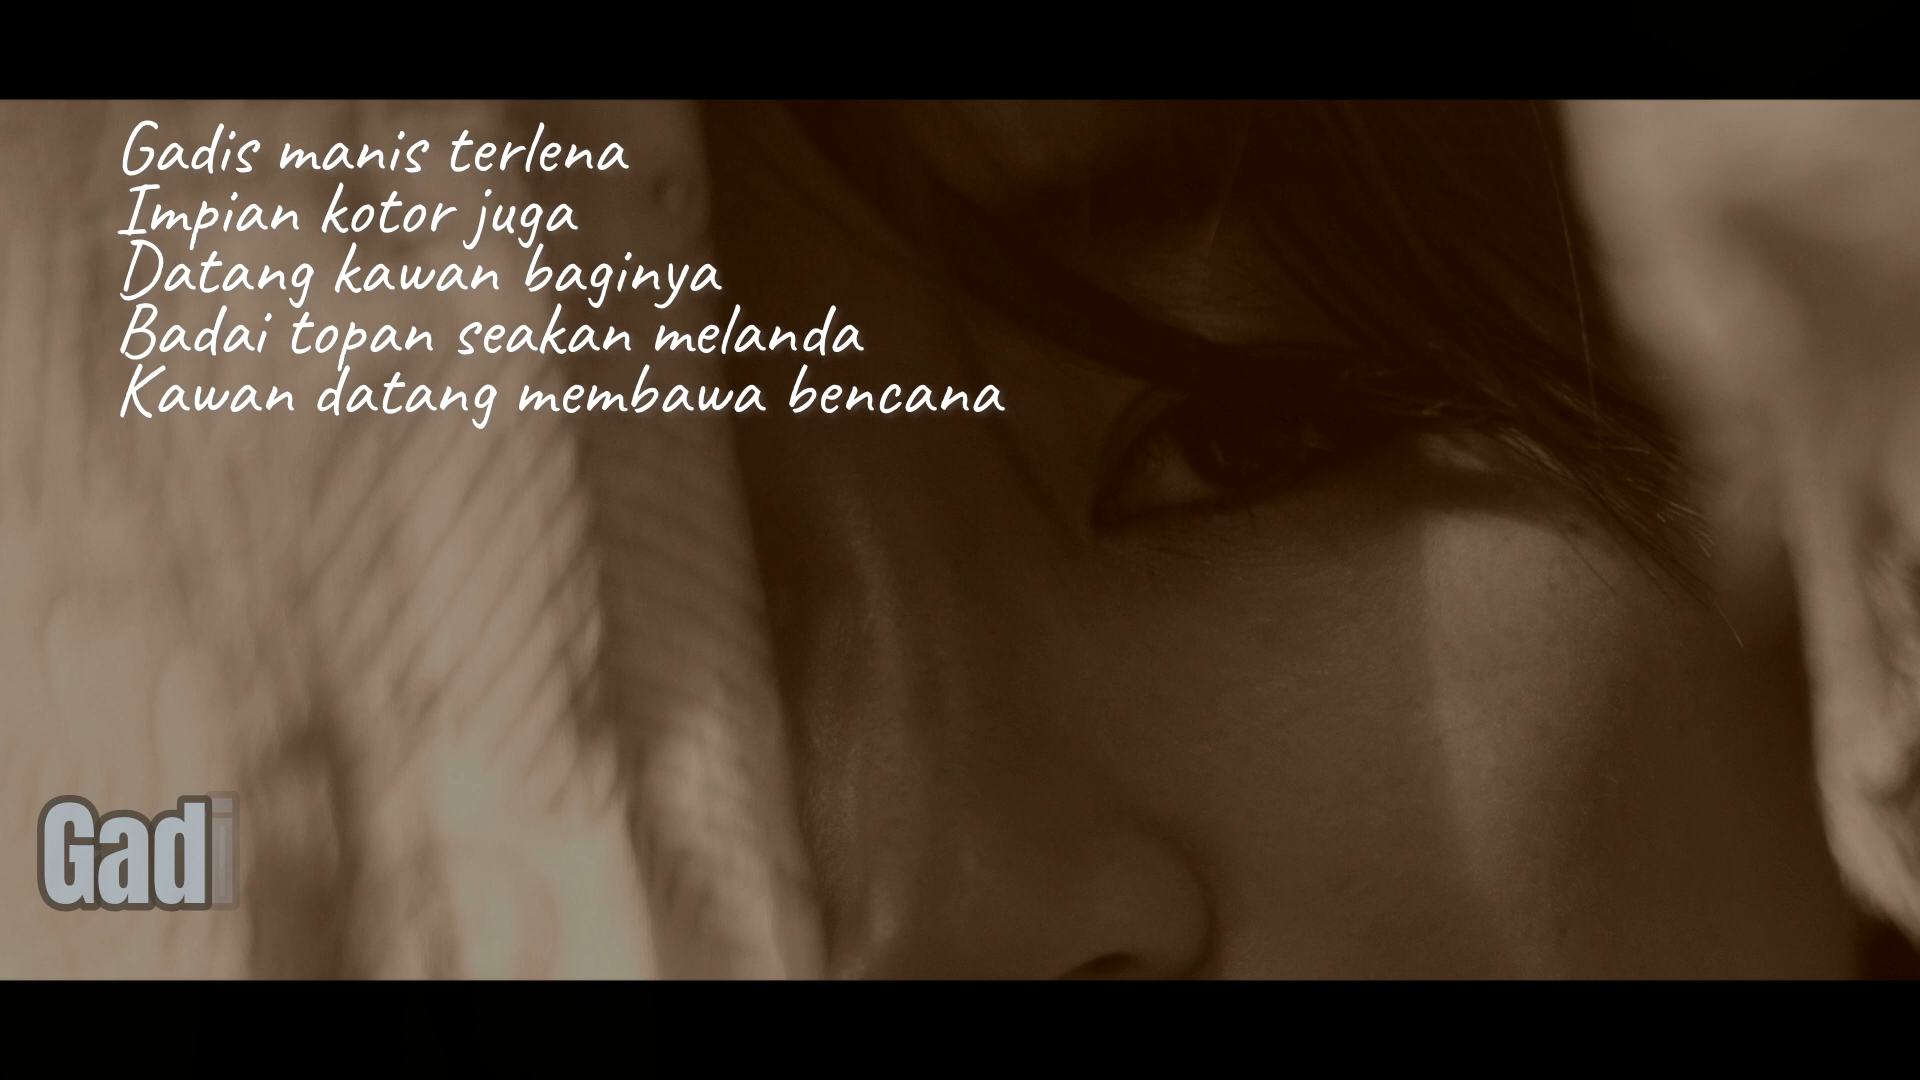 Gadis manis terlena
Impian kotor juga
Datang kawan baginya
Badai topan seakan melanda
Kawan datang membawa bencana
Gadi